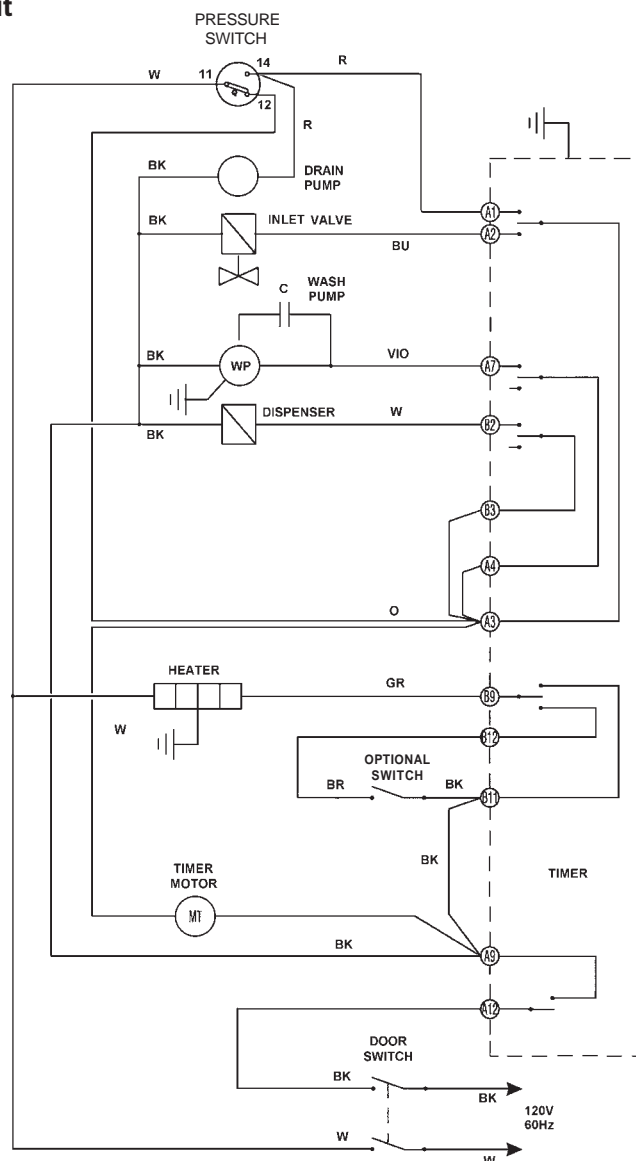 it
PRESSURE
SWITCH
14
R
W
11
12
R
BK
DRAIN
PUMP
BK
INLET VALVE
A1
BU
A2
C
WASH
PUMP
BK
WP
VIO
A7
DISPENSER
W
B2
BK
B3
A4
O
A3
HEATER
GR
B9
W
B12
OPTIONAL
SWITCH
BR
BK
B11
BK
TIMER
MOTOR
TIMER
MT
BK
A9
A12
DOOR
SWITCH
BK
BK
120V
60Hz
W
W